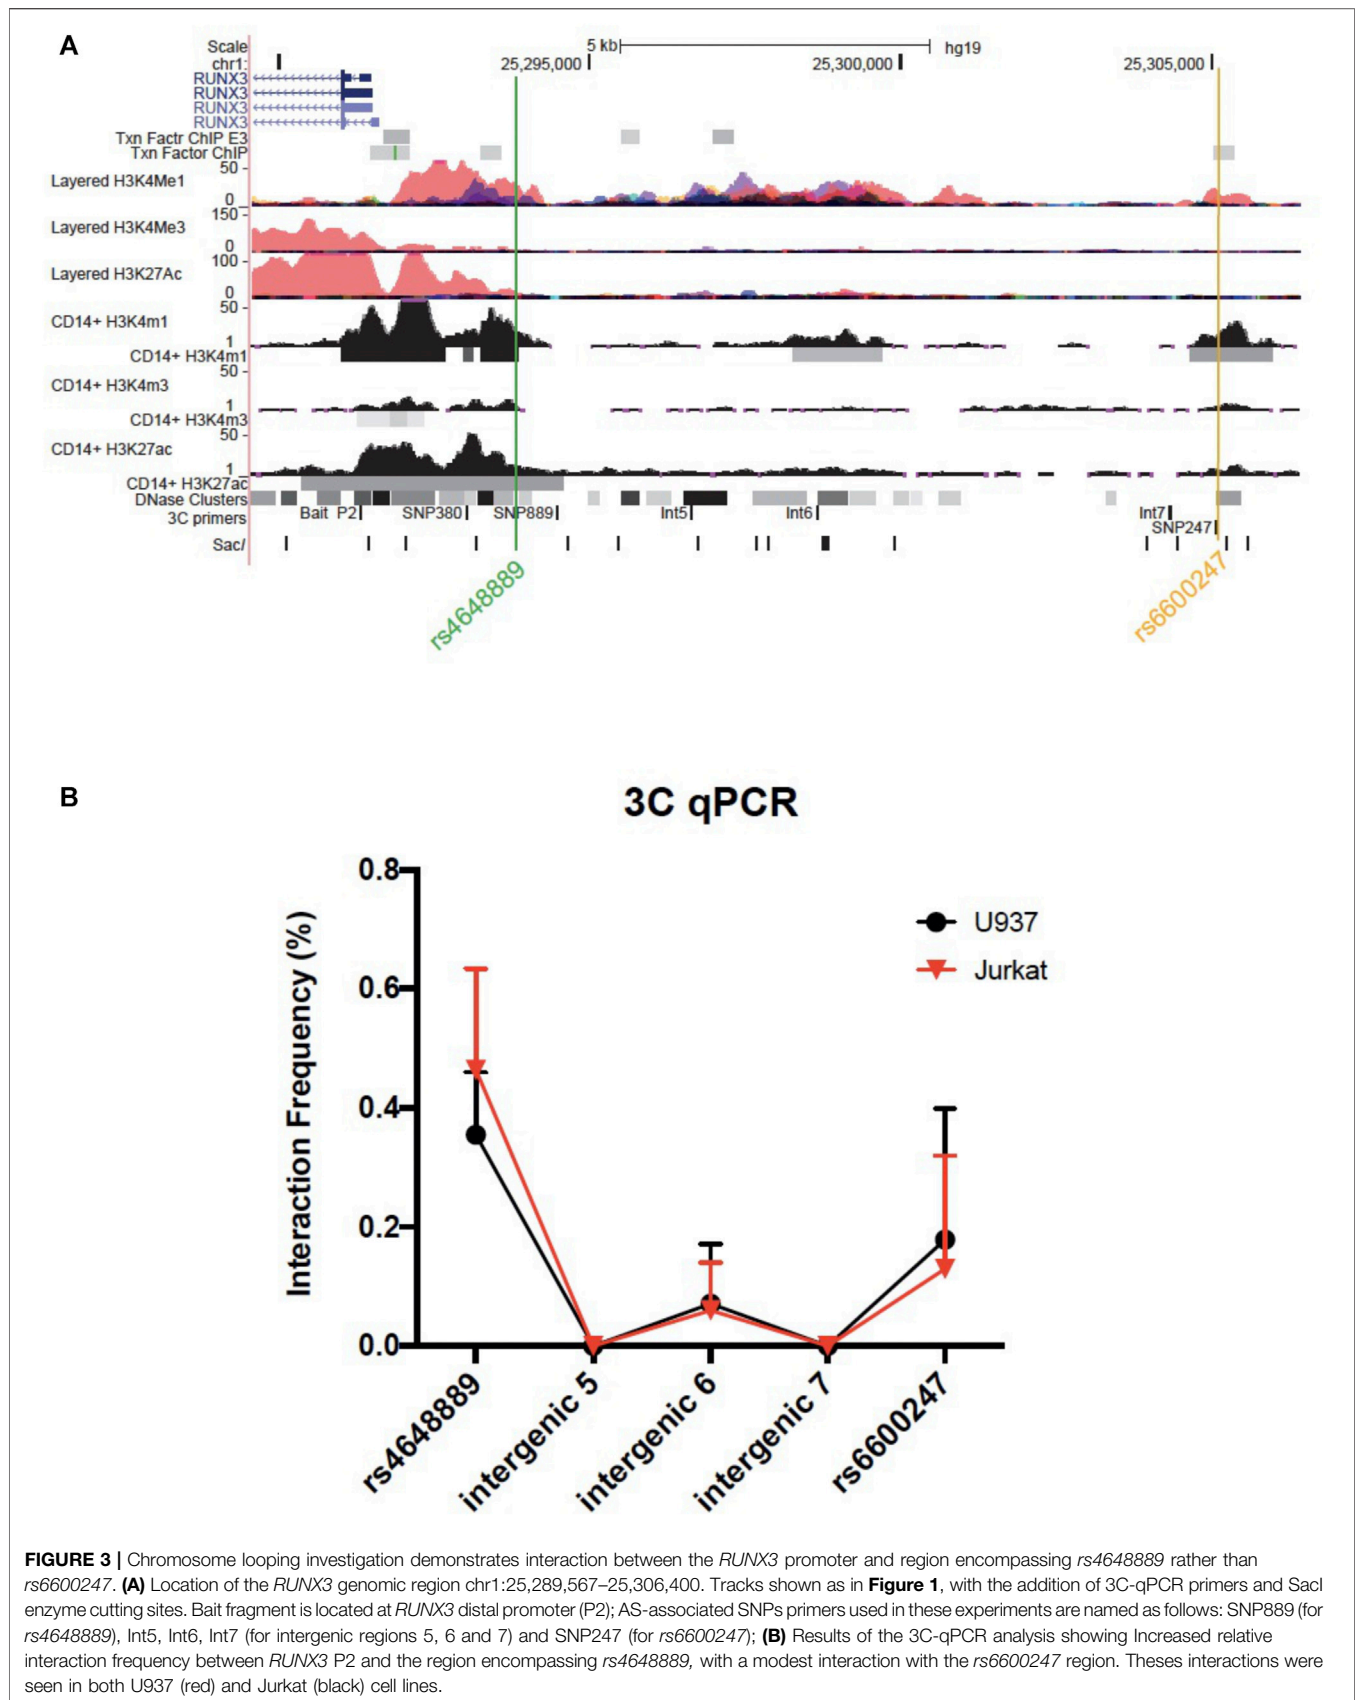 A
Scale
5 kb
hg19
chr1:
25,295,000
25,300,000
25,305,000
RUNX3
RUNX3
RUNX3
RUNX3
Txn Factr ChIP E3
Txn Factor ChIP
50
Layered H3K4Me1
0
150
Layered H3K4Me3
0
100
Layered H3K27Ac
0
50
CD14+ H3K4m1
1
CD14+ H3K4m1
50
CD14+ H3K4m3
1
CD14+ H3K4m3
50
CD14+ H3K27ac
1
CD14+ H3K27ac
DNase Clusters
3C primers
Bait P2
SNP380
SNP889
Int5
Int6
Int7
SNP247
SacI
rs4648889
rs6600247
B
3C qPCR
Interaction Frequency (%)
0.8
0.6
0.4
0.2
0.0
U937
Jurkat
rs4648889
intergenic 5
intergenic 6
intergenic 7
rs6600247
FIGURE 3 | Chromosome looping investigation demonstrates interaction between the RUNX3 promoter and region encompassing rs4648889 rather than
rs6600247. (A) Location of the RUNX3 genomic region chr1:25,289,567–25,306,400. Tracks shown as in Figure 1, with the addition of 3C-qPCR primers and SacI
enzyme cutting sites. Bait fragment is located at RUNX3 distal promoter (P2); AS-associated SNPs primers used in these experiments are named as follows: SNP889 (for
rs4648889), Int5, Int6, Int7 (for intergenic regions 5, 6 and 7) and SNP247 (for rs6600247); (B) Results of the 3C-qPCR analysis showing Increased relative
interaction frequency between RUNX3 P2 and the region encompassing rs4648889, with a modest interaction with the rs6600247 region. Theses interactions were
seen in both U937 (red) and Jurkat (black) cell lines.